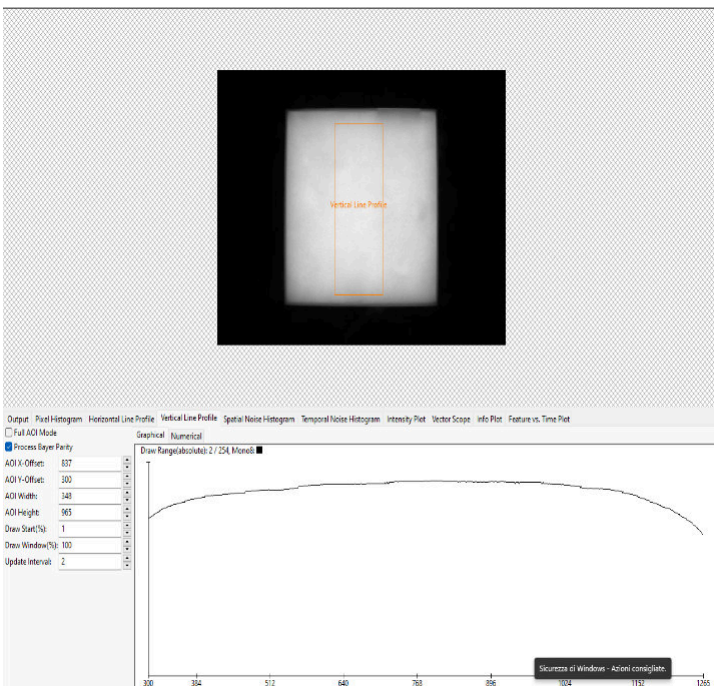 Vertical Line Profile
Output Pixel Histogram Horizontal Line Profile Vertical Line Profile Spatial Noise Histogram Temporal Noise Histogram Intensity Plot Vector Scope Info Plot Feature vs. Time Plot
Full AOI Mode
Process Bayer Parity
AOI X-Offset: 837
AOI Y-Offset: 300
AOI Width: 348
AOI Height: 965
Draw Start(%): 1
Draw Window(%): 100
Update Interval: 2
Graphical Numerical
Draw Range(absolute): 2 / 254, Mono8:
300 384 512 640 768 896 1024 1152 1265
Sicurezza di Windows - Azioni consigliate.